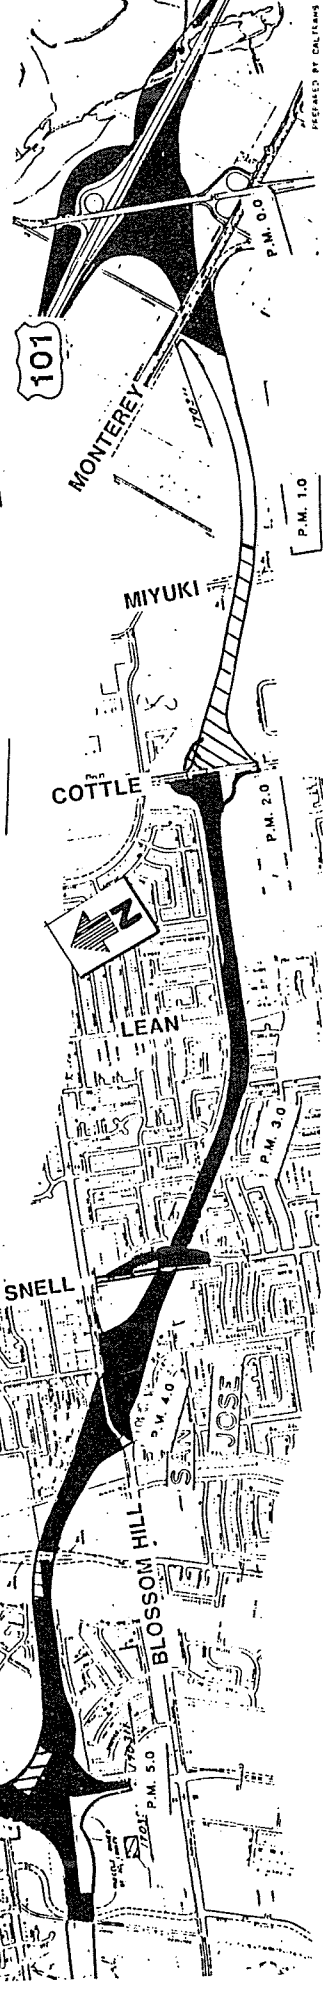 PREPARED BY CALTRANS
P.M. 0.0
101
MONTEREY
P.M. 1.0
MIYUKI
COTTLE
P.M. 2.0
N
LEAN
P.M. 3.0
SNELL
P.M. 4.0
SAN JOSE
BLOSSOM HILL
P.M. 5.0